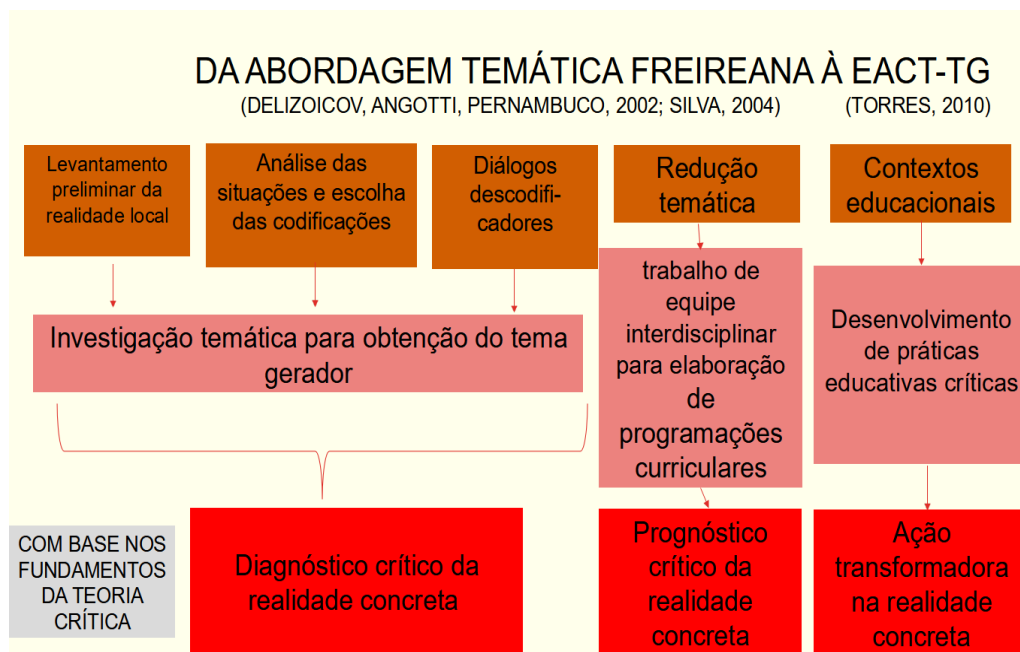 DA ABORDAGEM TEMÁTICA FREIREANA À EACT-TG
(DELIZOICOV, ANGOTTI, PERNAMBUCO, 2002; SILVA, 2004) (TORRES, 2010)
Levantamento
preliminar da
realidade local
Análise das
situações e escolha
das codificações
Diálogos
descodifi-
cadores
Redução
temática
Contextos
educacionais
Investigação temática para obtenção do tema
gerador
trabalho de
equipe
interdisciplinar
para elaboração
de
programações
curriculares
Desenvolvimento
de práticas
educativas críticas
COM BASE NOS
FUNDAMENTOS
DA TEORIA
CRÍTICA
Diagnóstico crítico da
realidade concreta
Prognóstico
crítico da
realidade
concreta
Ação
transformadora
na realidade
concreta